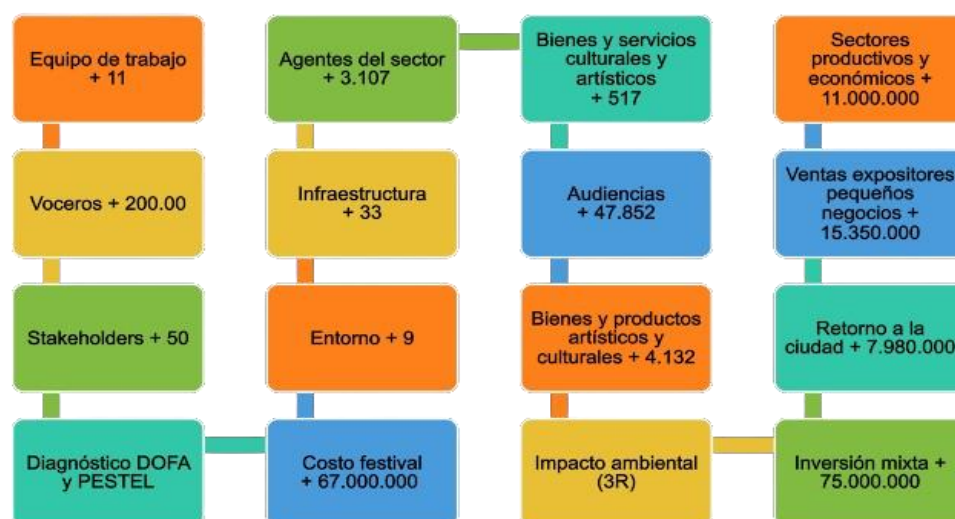 Equipo de trabajo
+ 11
Voceros + 200.00
Stakeholders + 50
Diagnóstico DOFA
y PESTEL
Costo festival
+ 67.000.000
Entorno + 9
Infraestructura
+ 33
Agentes del sector
+ 3.107
Bienes y servicios
culturales y
artísticos
+ 517
Audiencias
+ 47.852
Bienes y productos
artísticos y
culturales + 4.132
Impacto ambiental
(3R)
Inversión mixta +
75.000.000
Retorno a la
ciudad + 7.980.000
Ventas expositores
pequeños
negocios +
15.350.000
Sectores
productivos y
económicos +
11.000.000